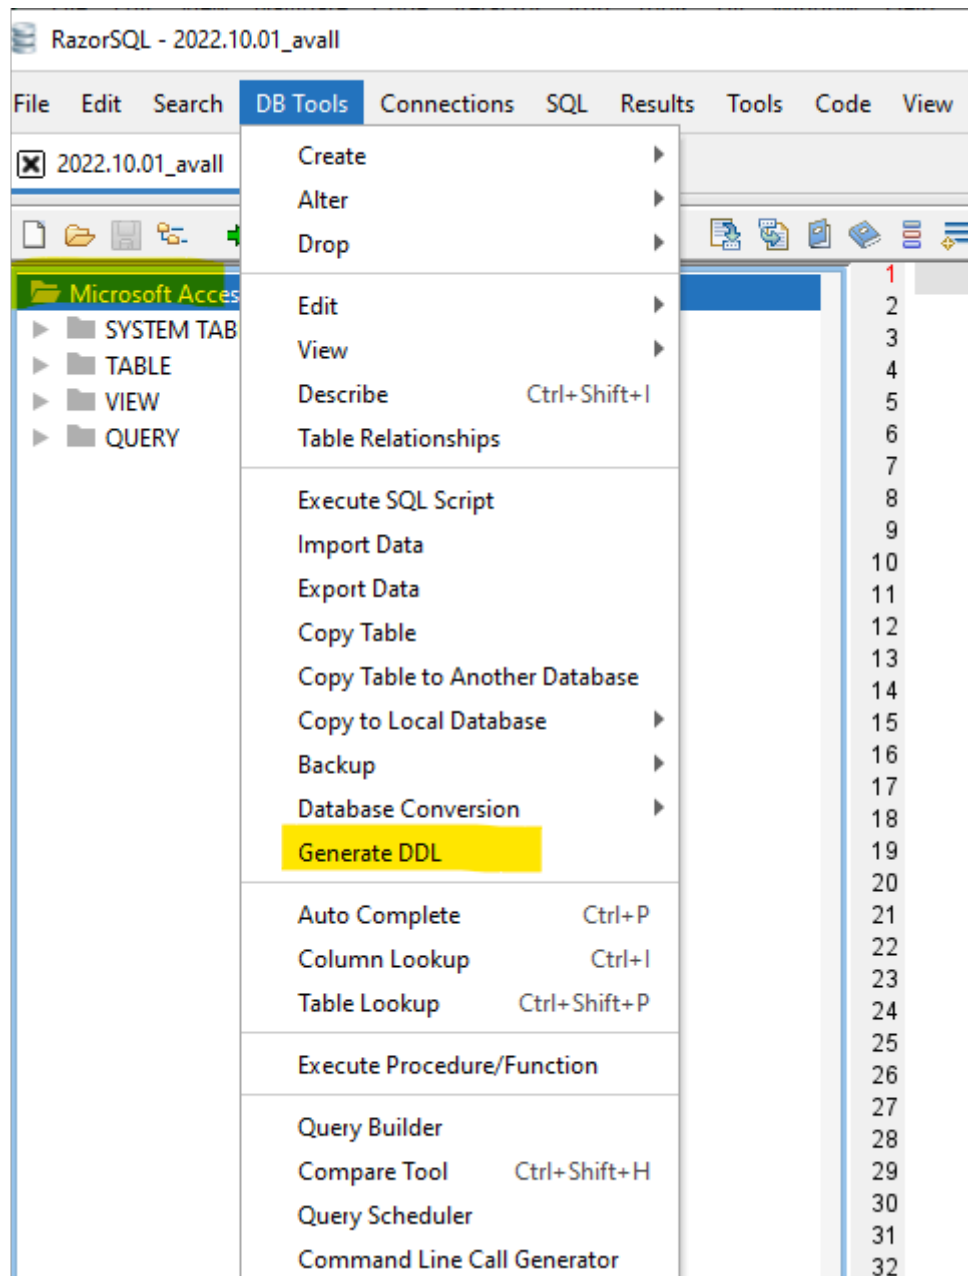 RazorSQL - 2022.10.01_avall
File Edit Search DB Tools Connections SQL Results Tools Code View
2022.10.01_avall
Create
Alter
Drop
Microsoft Acces
SYSTEM TAB
TABLE
VIEW
QUERY
Edit
View
Describe Ctrl+Shift+I
Table Relationships
Execute SQL Script
Import Data
Export Data
Copy Table
Copy Table to Another Database
Copy to Local Database
Backup
Database Conversion
Generate DDL
Auto Complete Ctrl+P
Column Lookup Ctrl+I
Table Lookup Ctrl+Shift+P
Execute Procedure/Function
Query Builder
Compare Tool Ctrl+Shift+H
Query Scheduler
Command Line Call Generator
1
2
3
4
5
6
7
8
9
10
11
12
13
14
15
16
17
18
19
20
21
22
23
24
25
26
27
28
29
30
31
32